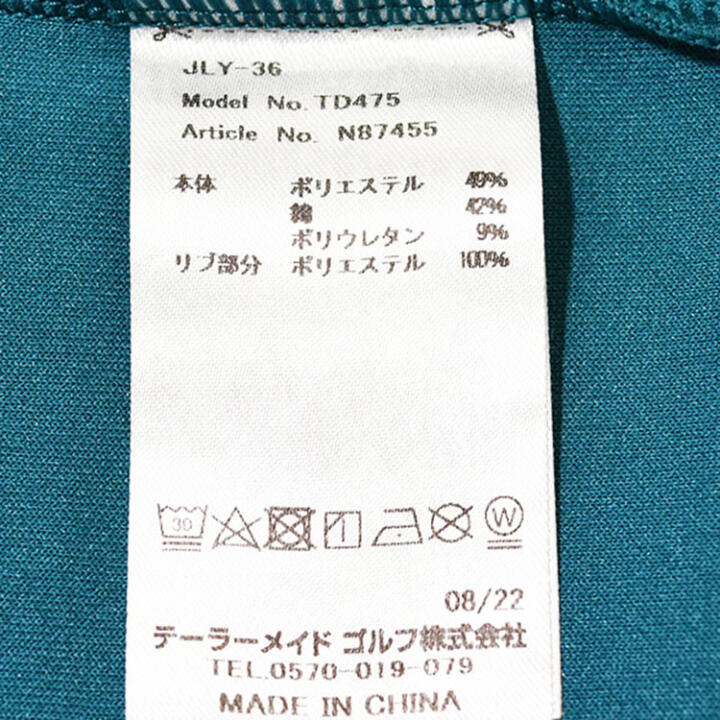 JLY-36
Model No. TD475
Article No. N87455
本体 ポリエステル 49%
綿 42%
ポリウレタン 9%
リブ部分 ポリエステル 100%
30 W
08/22
テーラーメイド ゴルフ株式会社
TEL.0570-019-079
MADE IN CHINA